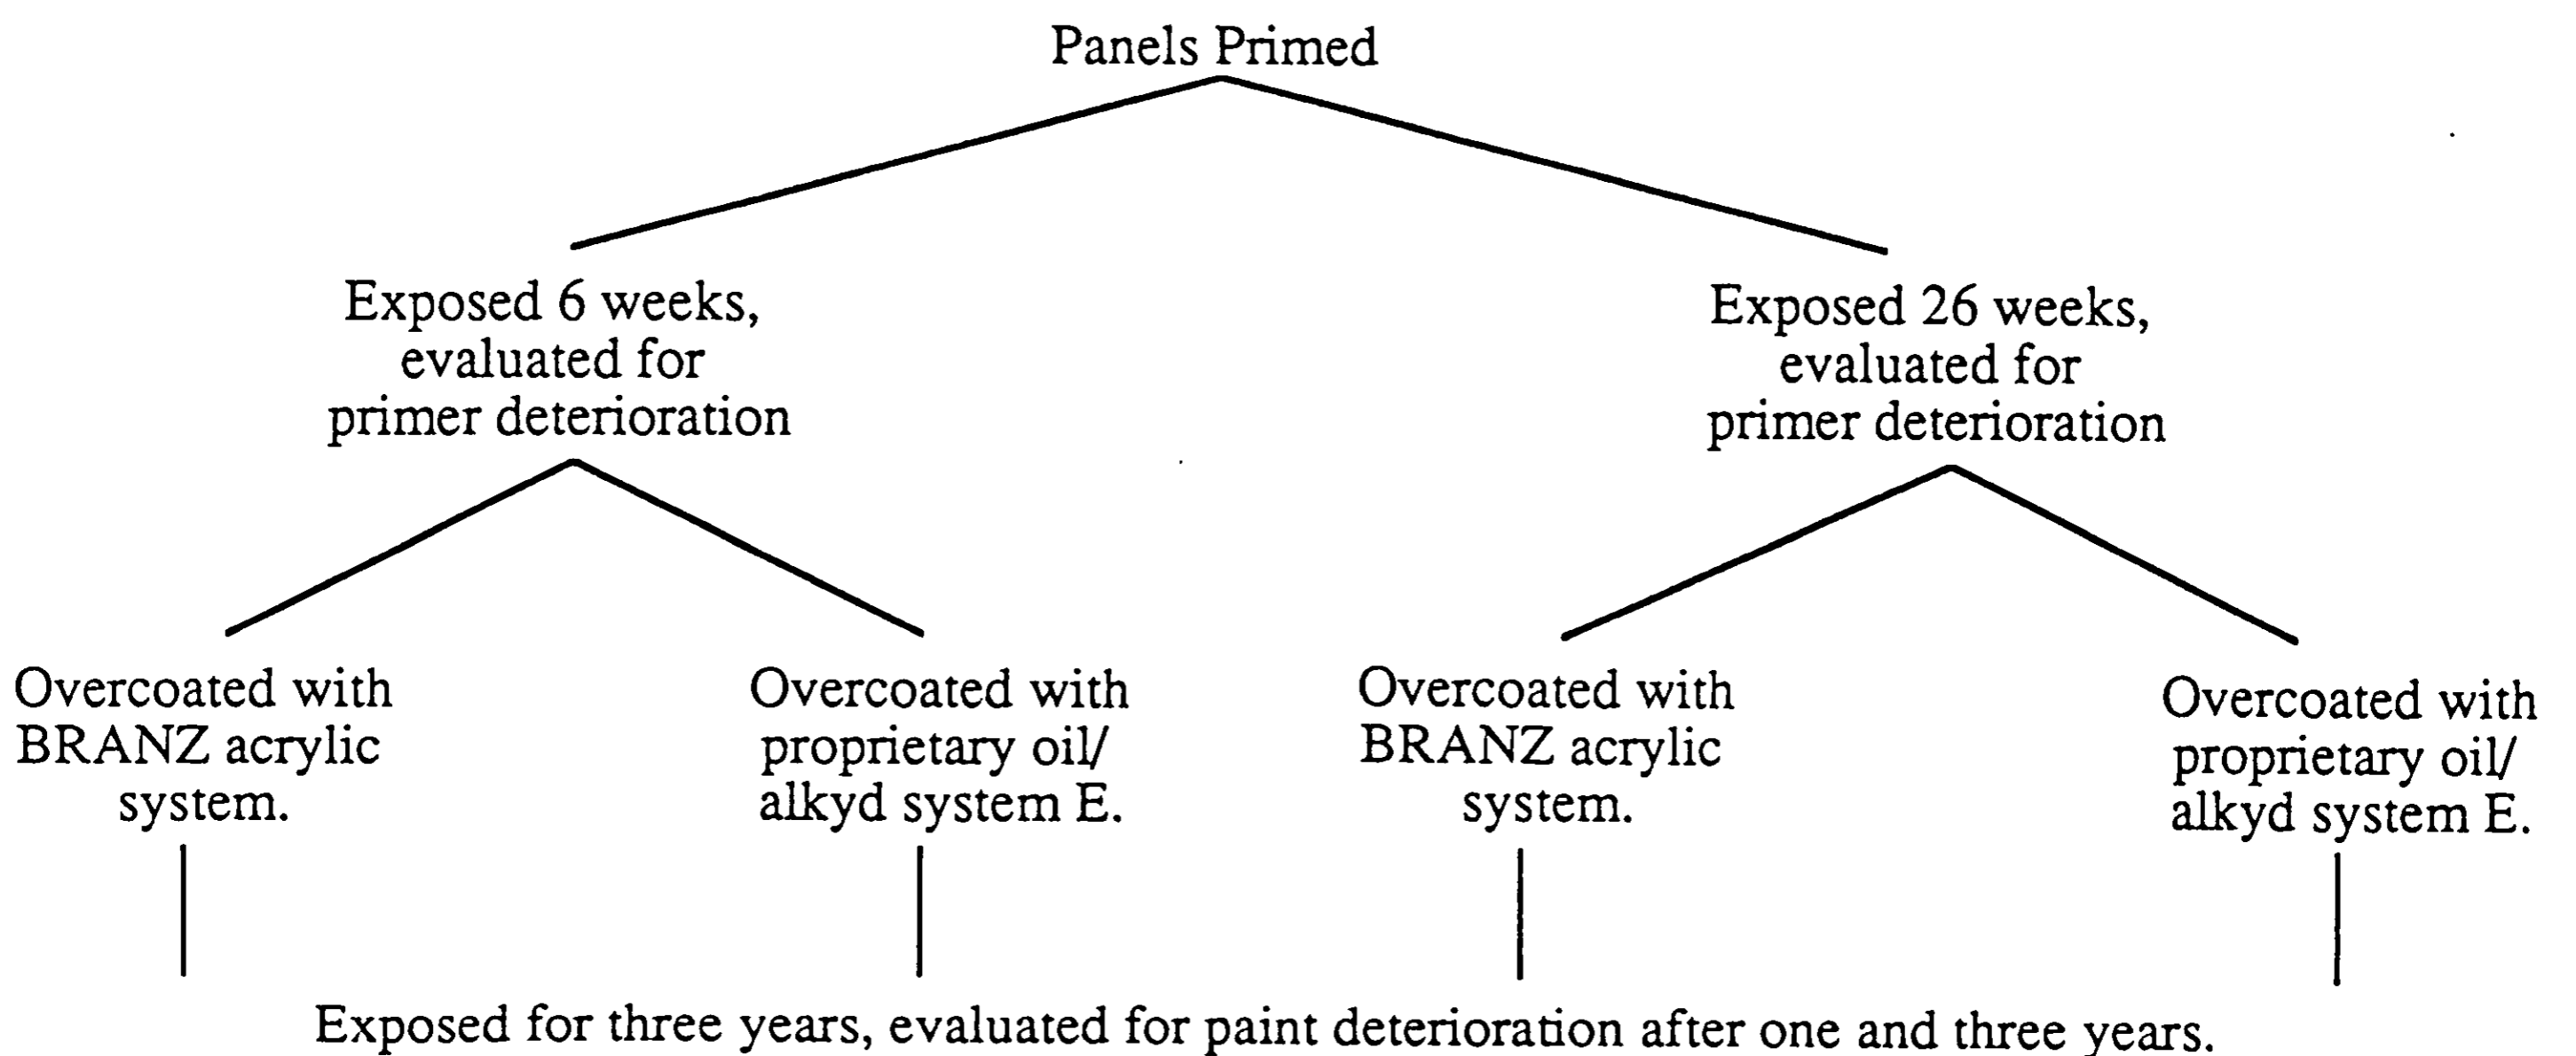 Panels Primed
Exposed 6 weeks,
evaluated for
primer deterioration
Exposed 26 weeks,
evaluated for
primer deterioration
Overcoated with
BRANZ acrylic
system.
Overcoated with
proprietary oil/
alkyd system E.
Overcoated with
BRANZ acrylic
system.
Overcoated with
proprietary oil/
alkyd system E.
Exposed for three years, evaluated for paint deterioration after one and three years.